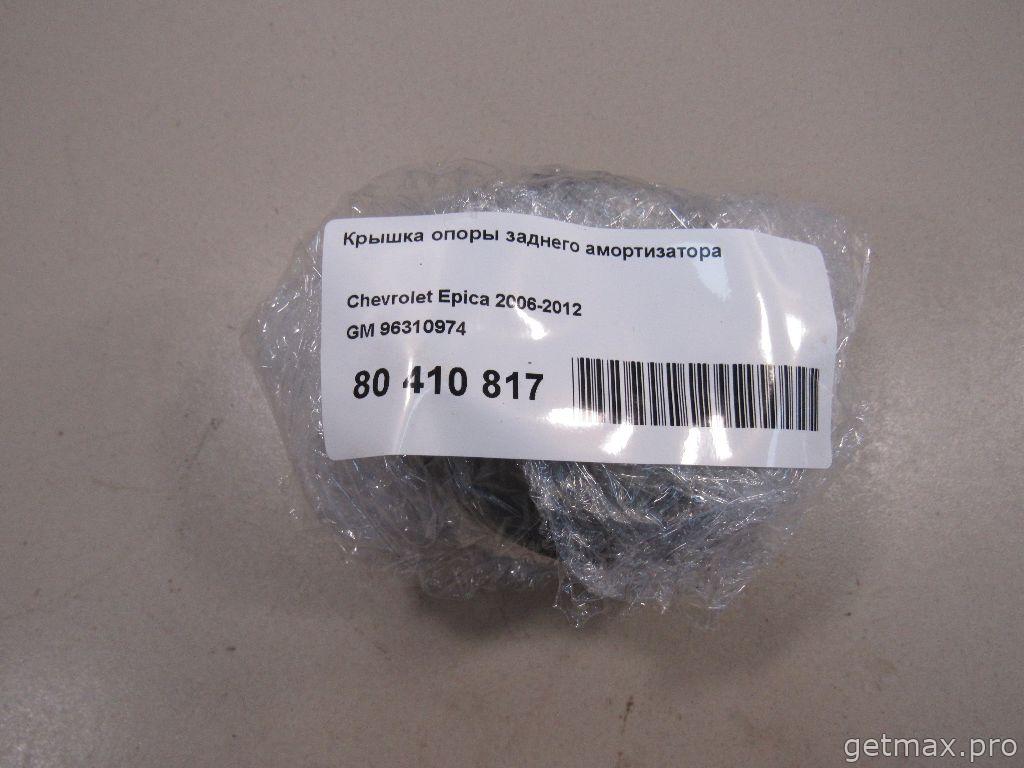 Крышка опоры заднего амортизатора
Chevrolet Epica 2006-2012
GM 96310974
80 410 817
getmax.pro